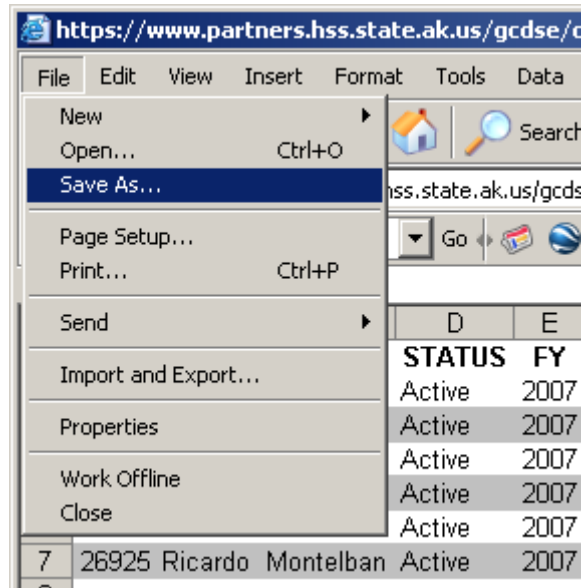 https://www.partners.hss.state.ak.us/gcdse/
File Edit View Insert Format Tools Data
New
Open... Ctrl+O
Search
Save As...
hss.state.ak.us/gcds
Page Setup...
Go
Print... Ctrl+P
Send
D E
STATUS FY
Import and Export...
Active 2007
Properties
Active 2007
Active 2007
Work Offline
Active 2007
Close
Active 2007
7 26925 Ricardo Montelban Active 2007